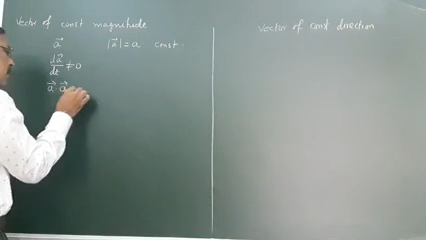 Vector of const magnitude
a⃗ |a⃗| = a const.
da⃗/dt ≠ 0
a⃗ a⃗
Vector of const direction